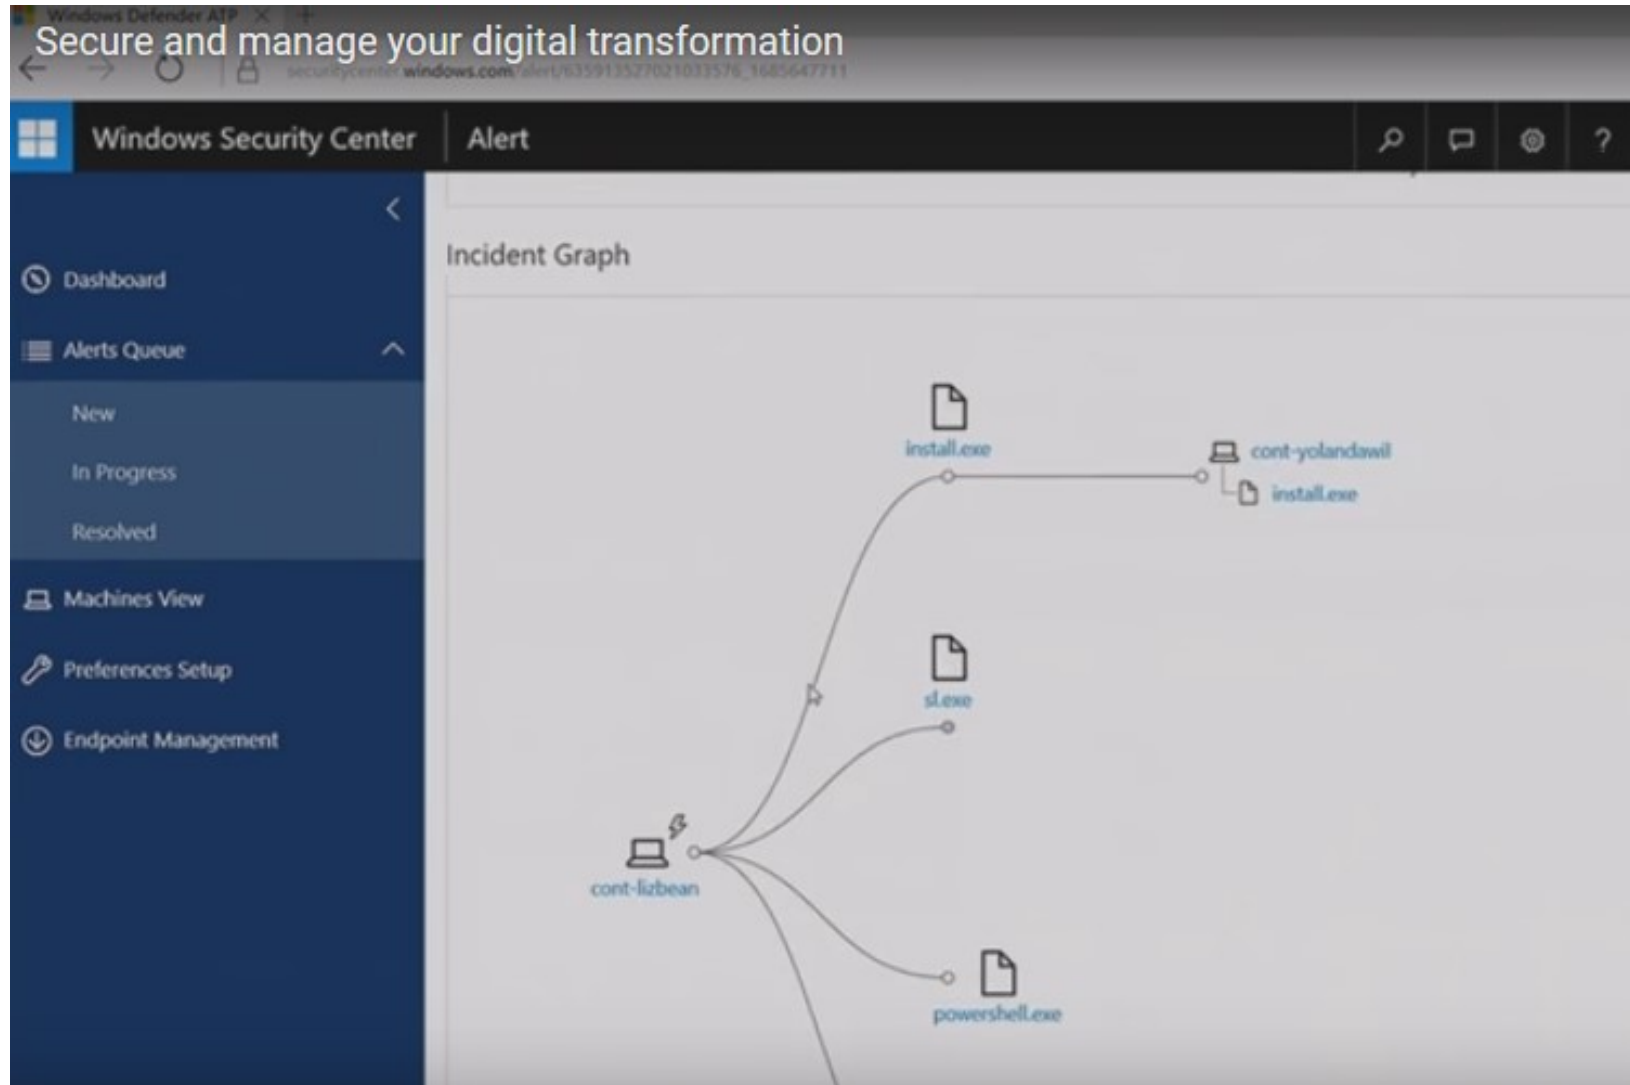 Windows Defender ATP
Secure and manage your digital transformation
securitycenter.windows.com/alert/635913527021033576_1685647711
Windows Security Center
Alert
?
Dashboard
Alerts Queue
New
In Progress
Resolved
Machines View
Preferences Setup
Endpoint Management
Incident Graph
install.exe
cont-yolandawil
install.exe
sl.exe
cont-lizbean
powershell.exe